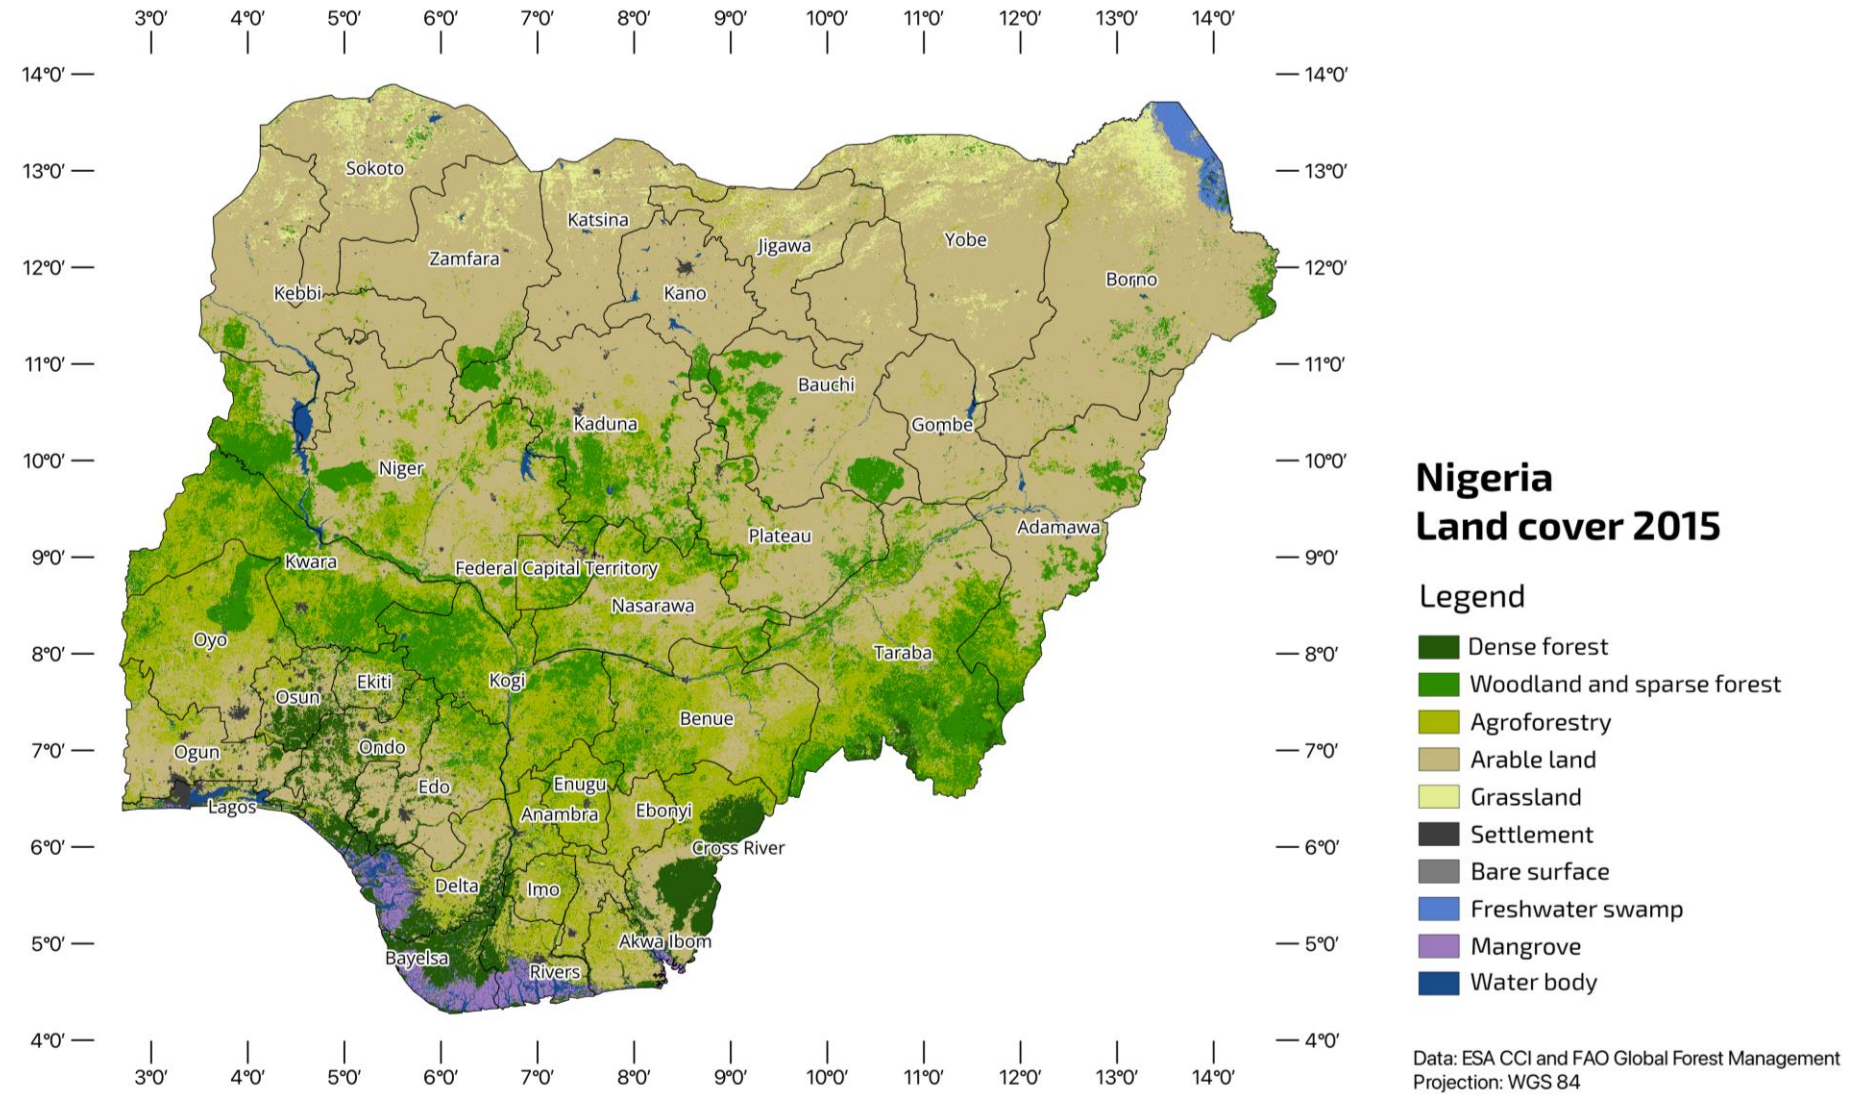 3°0′ 4°0′ 5°0′ 6°0′ 7°0′ 8°0′ 9°0′ 10°0′ 11°0′ 12°0′ 13°0′ 14°0′
14°0′ 14°0′
13°0′ 13°0′
Sokoto
Katsina
Jigawa
Yobe
Zamfara
12°0′ 12°0′
Borno
Kebbi
Kano
11°0′ 11°0′
Bauchi
Kaduna
Gombe
10°0′ 10°0′
Niger
Nigeria
Land cover 2015
Plateau
Adamawa
9°0′ 9°0′
Kwara
Federal Capital Territory
Nasarawa
Legend
Oyo
8°0′ 8°0′
Taraba
Dense forest
Kogi
Ekiti
Osun
Woodland and sparse forest
Benue
Agroforestry
7°0′ 7°0′
Ogun
Ondo
Arable land
Edo
Enugu
Grassland
Lagos
Anambra
Ebonyi
Settlement
6°0′ 6°0′
Cross River
Bare surface
Delta
Imo
Freshwater swamp
5°0′ 5°0′
Akwa Ibom
Mangrove
Bayelsa
Rivers
Water body
4°0′ 4°0′
3°0′ 4°0′ 5°0′ 6°0′ 7°0′ 8°0′ 9°0′ 10°0′ 11°0′ 12°0′ 13°0′ 14°0′
Data: ESA CCI and FAO Global Forest Management
Projection: WGS 84